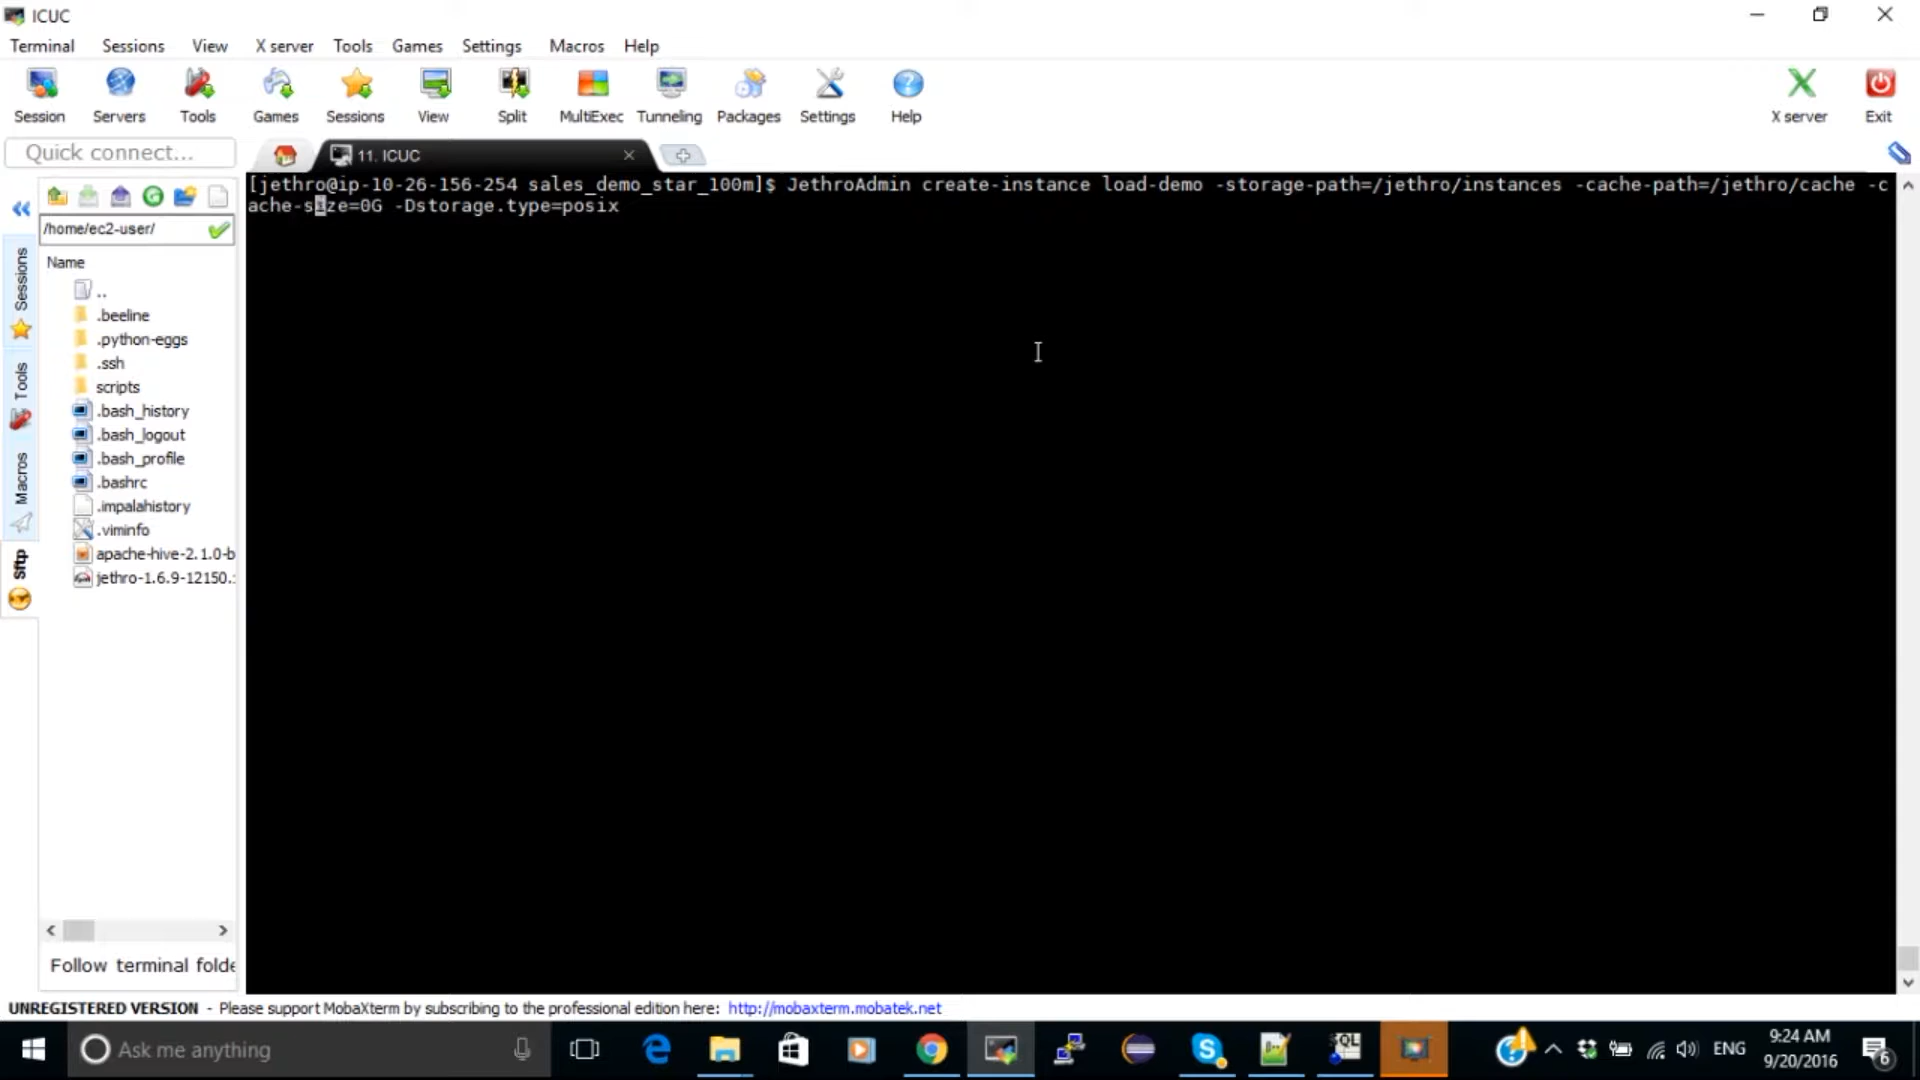 ICUC
Terminal Sessions View X server Tools Games Settings Macros Help
Session Servers Tools Games Sessions View Split MultiExec Tunneling Packages Settings Help X server Exit
Quick connect...
11. ICUC
/home/ec2-user/
Name
..
.beeline
.python-eggs
.ssh
scripts
.bash_history
.bash_logout
.bash_profile
.bashrc
.impalahistory
.viminfo
apache-hive-2.1.0-b
jethro-1.6.9-12150.
Follow terminal folde
Sessions
Tools
Macros
Sftp
[jethro@ip-10-26-156-254 sales_demo_star_100m]$ JethroAdmin create-instance load-demo -storage-path=/jethro/instances -cache-path=/jethro/cache -c
ache-size=0G -Dstorage.type=posix
UNREGISTERED VERSION - Please support MobaXterm by subscribing to the professional edition here: http://mobaxterm.mobatek.net
Ask me anything
QL
ENG
9:24 AM
9/20/2016
6